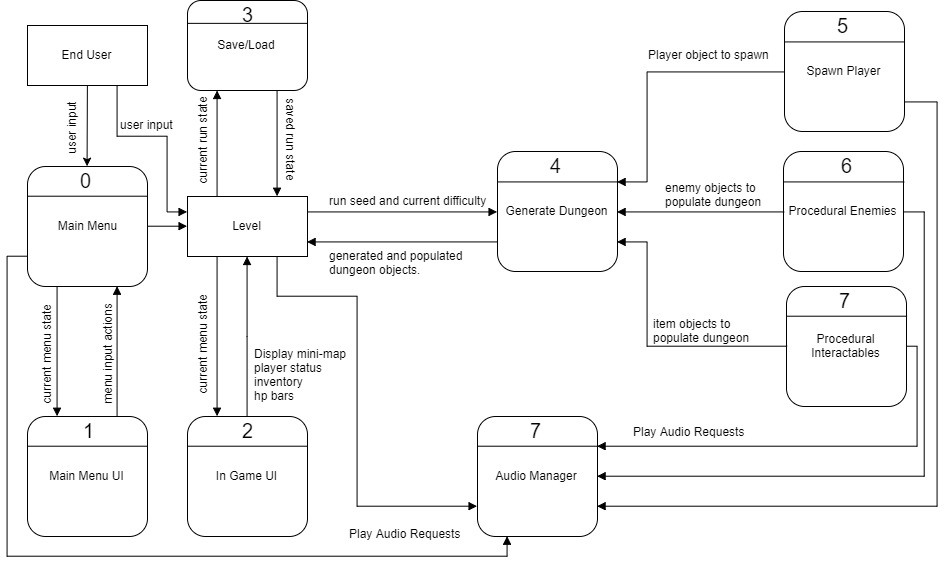 3
Save/Load
5
Spawn Player
End User
Player object to spawn
user input
user input
current run state
saved run state
0
Main Menu
Level
run seed and current difficulty
generated and populated
dungeon objects.
4
Generate Dungeon
enemy objects to
populate dungeon
6
Procedural Enemies
7
Procedural
Interactables
item objects to
populate dungeon
current menu state
menu input actions
current menu state
Display mini-map
player status
inventory
hp bars
1
Main Menu UI
2
In Game UI
7
Audio Manager
Play Audio Requests
Play Audio Requests